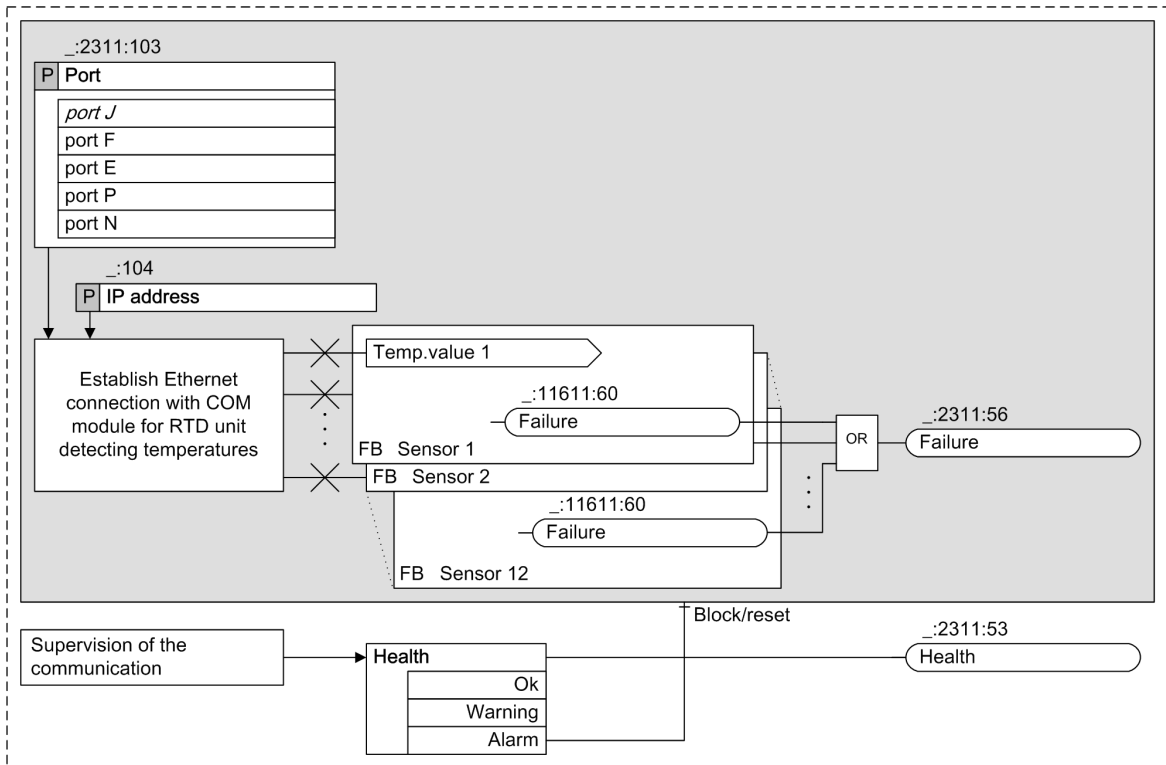 _:2311:103
P Port
port J
port F
port E
port P
port N
_:104
P IP address
Establish Ethernet
connection with COM
module for RTD unit
detecting temperatures
Temp.value 1
_:11611:60
Failure
FB Sensor 1
FB Sensor 2
_:11611:60
Failure
FB Sensor 12
OR
_:2311:56
Failure
Block/reset
Supervision of the
communication
Health
Ok
Warning
Alarm
_:2311:53
Health